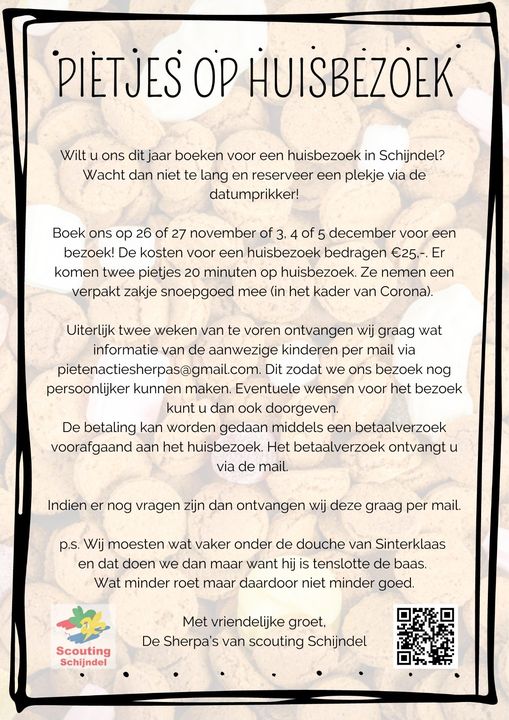 PIETJES OP HUISBEZOEK
Wilt u ons dit jaar boeken voor een huisbezoek in Schijndel?
Wacht dan niet te lang en reserveer een plekje via de
datumprikker!
Boek ons op 26 of 27 november of 3, 4 of 5 december voor een
bezoek! De kosten voor een huisbezoek bedragen €25,-. Er
komen twee pietjes 20 minuten op huisbezoek. Ze nemen een
verpakt zakje snoepgoed mee (in het kader van Corona).
Uiterlijk twee weken van te voren ontvangen wij graag wat
informatie van de aanwezige kinderen per mail via
pietenactiesherpas@gmail.com. Dit zodat we ons bezoek nog
persoonlijker kunnen maken. Eventuele wensen voor het bezoek
kunt u dan ook doorgeven.
De betaling kan worden gedaan middels een betaalverzoek
voorafgaand aan het huisbezoek. Het betaalverzoek ontvangt u
via de mail.
Indien er nog vragen zijn dan ontvangen wij deze graag per mail.
p.s. Wij moesten wat vaker onder de douche van Sinterklaas
en dat doen we dan maar want hij is tenslotte de baas.
Wat minder roet maar daardoor niet minder goed.
Met vriendelijke groet,
De Sherpa's van scouting Schijndel
Scouting
Schijndel